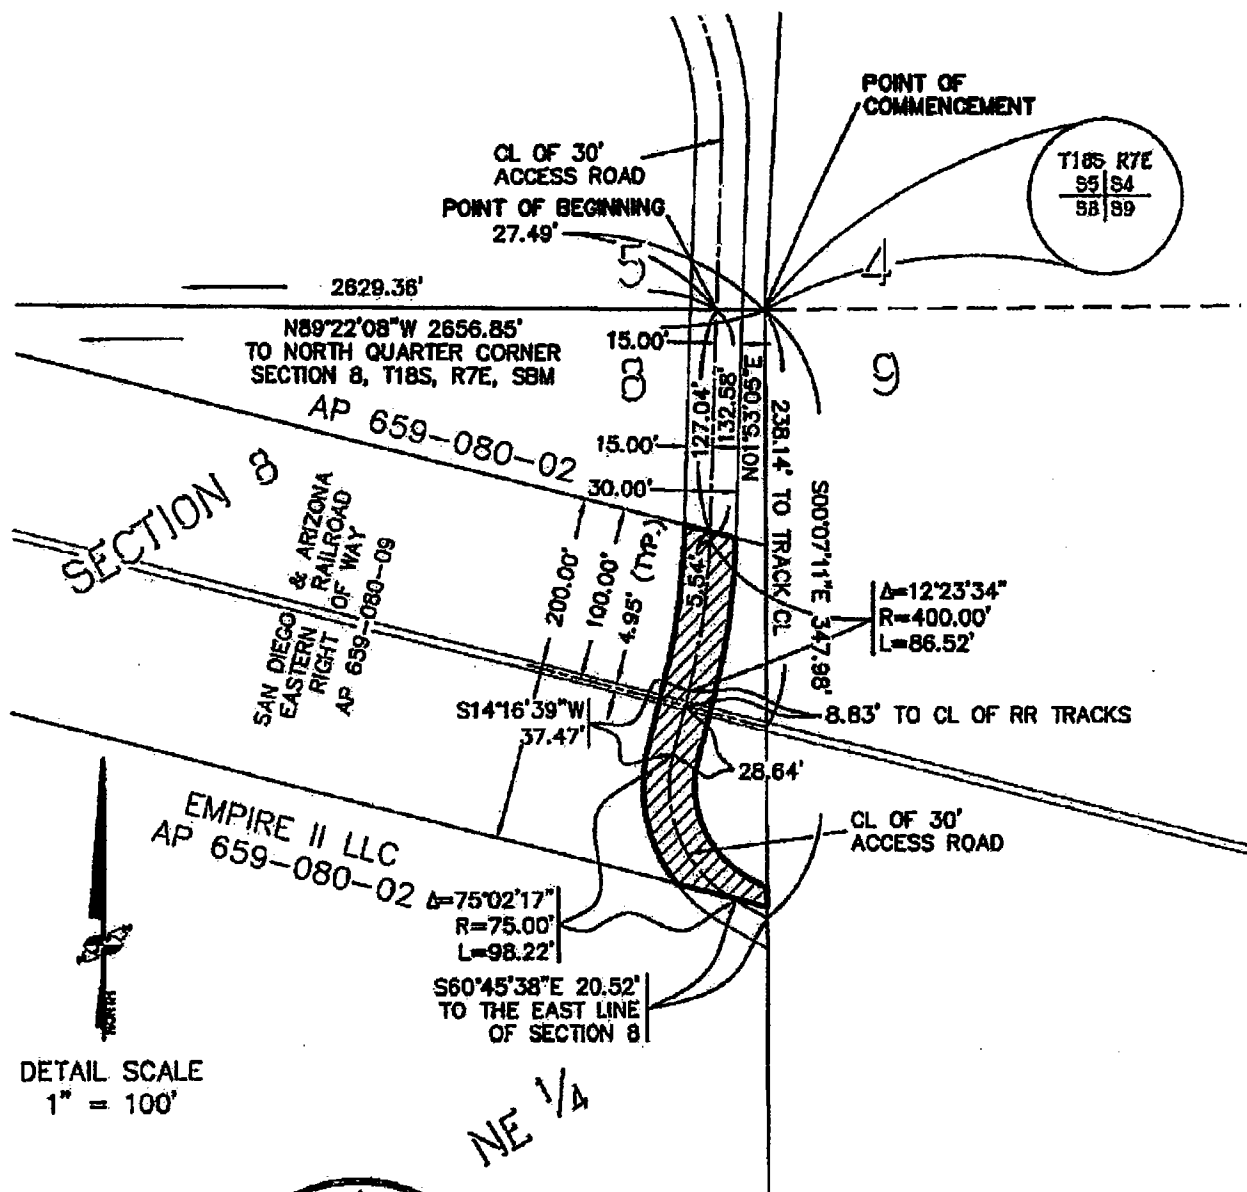 POINT OF
COMMENCEMENT
T18S R7E
S5 S4
S8 S9
CL OF 30'
ACCESS ROAD
POINT OF BEGINNING
27.49'
5
4
2629.36'
N89°22'08"W 2656.85'
TO NORTH QUARTER CORNER
SECTION 8, T18S, R7E, SBM
15.00'
8
9
AP 659-080-02
127.04'
132.58'
N01°53'05"E
238.14' TO TRACK CL
S00°07'11"E 347.98'
15.00'
30.00'
SECTION 8
SAN DIEGO & ARIZONA
EASTERN RAILROAD
RIGHT OF WAY
AP 659-080-09
200.00'
100.00'
4.95' (TYP.)
5.54'
Δ=12°23'34"
R=400.00'
L=86.52'
S14°16'39"W
37.47'
8.83' TO CL OF RR TRACKS
28.64'
EMPIRE II LLC
AP 659-080-02
CL OF 30'
ACCESS ROAD
Δ=75°02'17"
R=75.00'
L=98.22'
S60°45'38"E 20.52'
TO THE EAST LINE
OF SECTION 8
NORTH
DETAIL SCALE
1" = 100'
NE 1/4